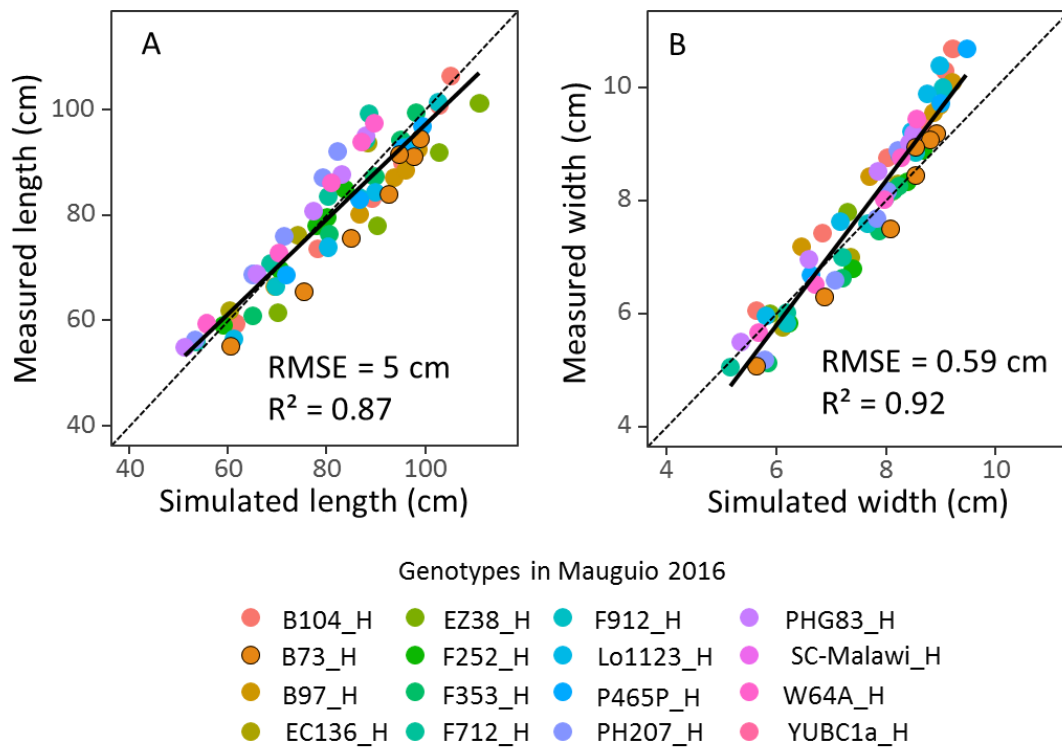 A
Measured length (cm)
100
80
60
40
RMSE = 5 cm
R² = 0.87
40 60 80 100
Simulated length (cm)
B
Measured width (cm)
10
8
6
4
RMSE = 0.59 cm
R² = 0.92
4 6 8 10
Simulated width (cm)
Genotypes in Mauguio 2016
B104_H EZ38_H F912_H PHG83_H
B73_H F252_H Lo1123_H SC-Malawi_H
B97_H F353_H P465P_H W64A_H
EC136_H F712_H PH207_H YUBC1a_H